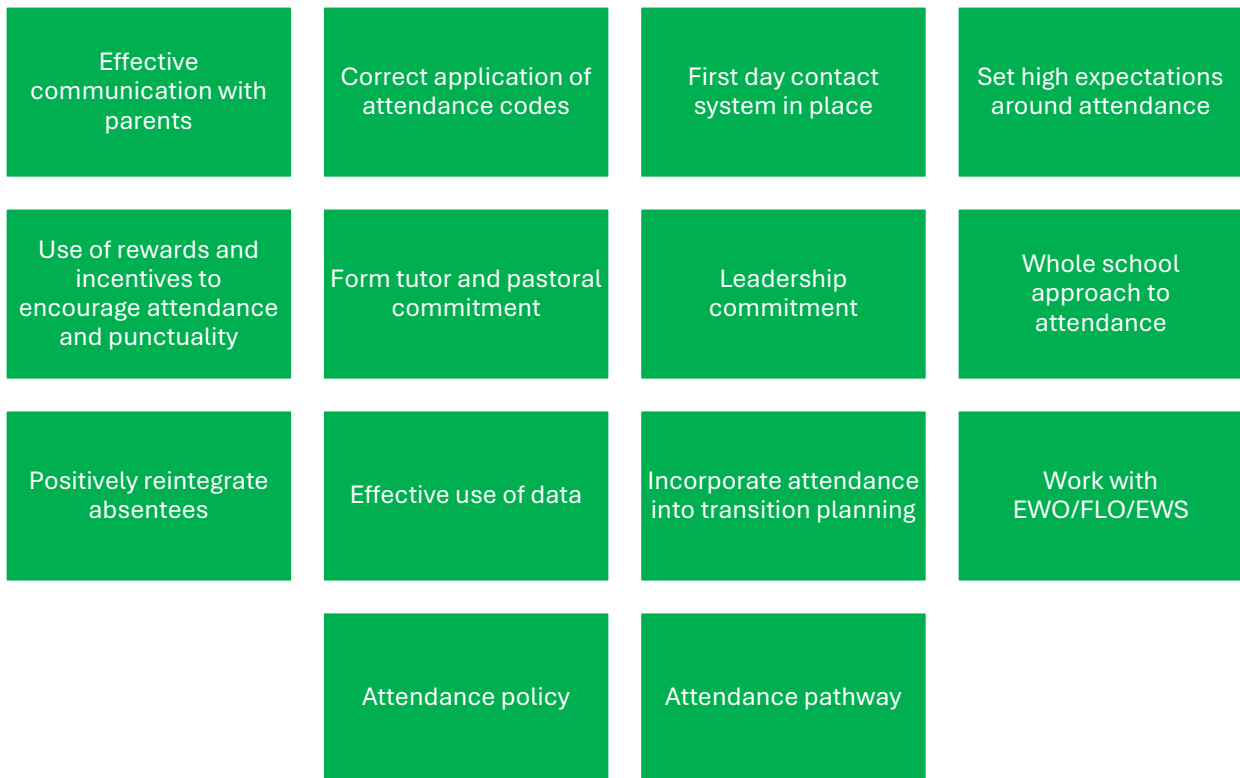 Effective
communication with
parents
Correct application of
attendance codes
First day contact
system in place
Set high expectations
around attendance
Use of rewards and
incentives to
encourage attendance
and punctuality
Form tutor and pastoral
commitment
Leadership
commitment
Whole school
approach to
attendance
Positively reintegrate
absentees
Effective use of data
Incorporate attendance
into transition planning
Work with
EWO/FLO/EWS
Attendance policy
Attendance pathway